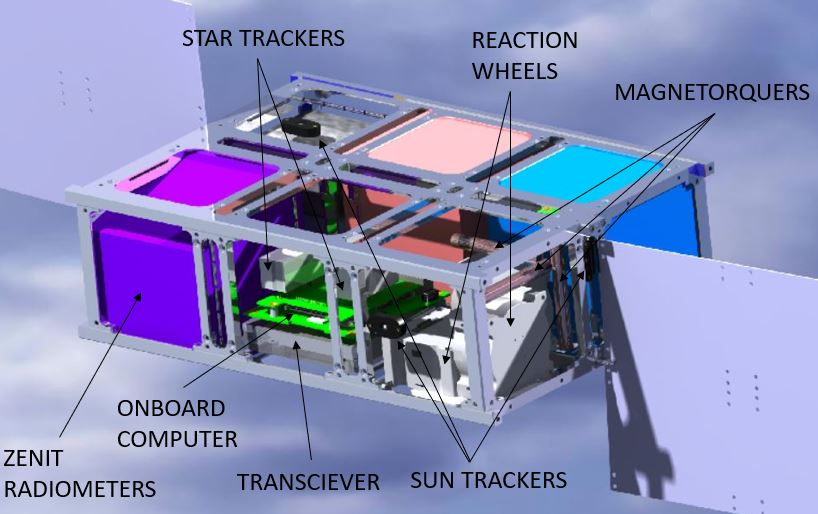 STAR TRACKERS
REACTION
WHEELS
MAGNETORQUERS
ONBOARD
COMPUTER
ZENIT
RADIOMETERS
TRANSCIEVER
SUN TRACKERS